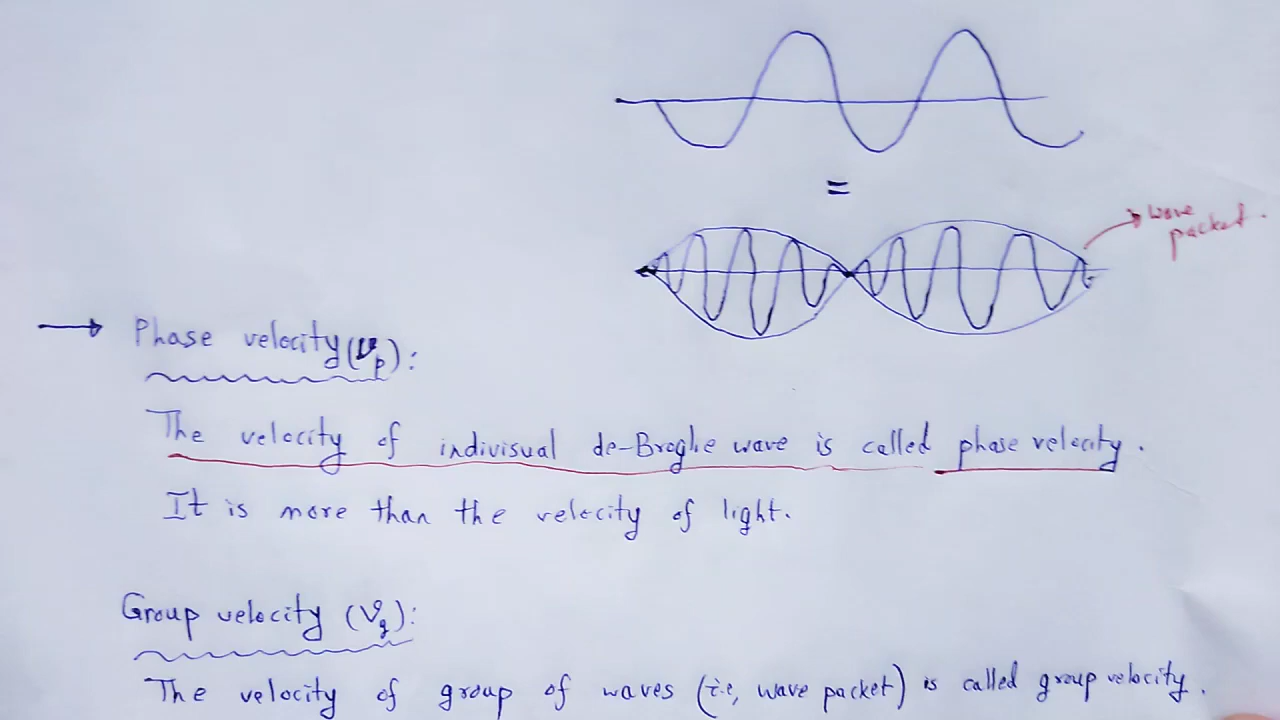 =
wave
packet.
Phase velocity (vp):
The velocity of indivisual de-Broglie wave is called phase velocity.
It is more than the velocity of light.
Group velocity (Vg):
The velocity of group of waves (i.e, wave packet) is called group velocity.